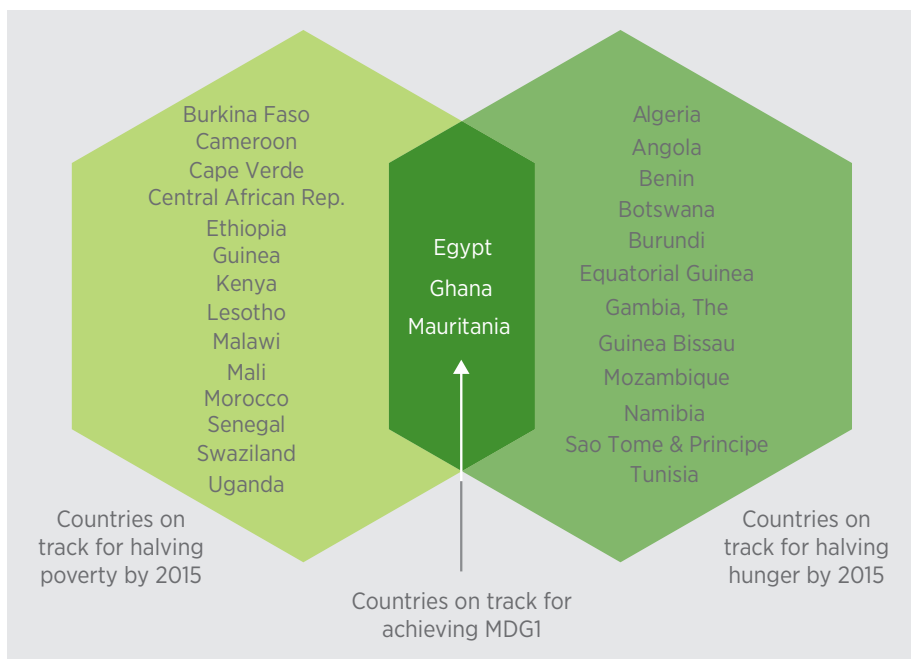 Burkina Faso
Cameroon
Cape Verde
Central African Rep.
Ethiopia
Guinea
Kenya
Lesotho
Malawi
Mali
Morocco
Senegal
Swaziland
Uganda
Egypt
Ghana
Mauritania
Algeria
Angola
Benin
Botswana
Burundi
Equatorial Guinea
Gambia, The
Guinea Bissau
Mozambique
Namibia
Sao Tome & Principe
Tunisia
Countries on
track for halving
poverty by 2015
Countries on track for
achieving MDG1
Countries on
track for halving
hunger by 2015